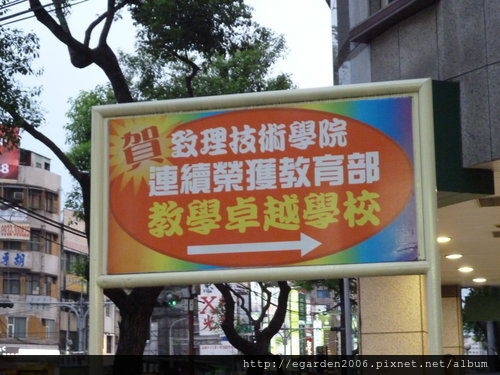 賀
致理技術學院
連續榮獲教育部
教學卓越學校
http://egarden2006.pixnet.net/album